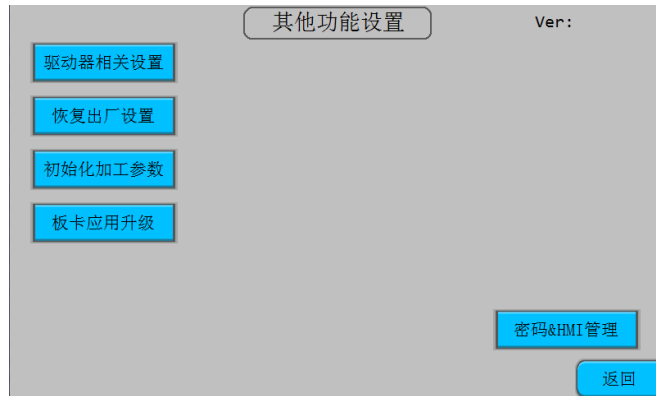 其他功能设置
Ver:
驱动器相关设置
恢复出厂设置
初始化加工参数
板卡应用升级
密码&HMI管理
返回